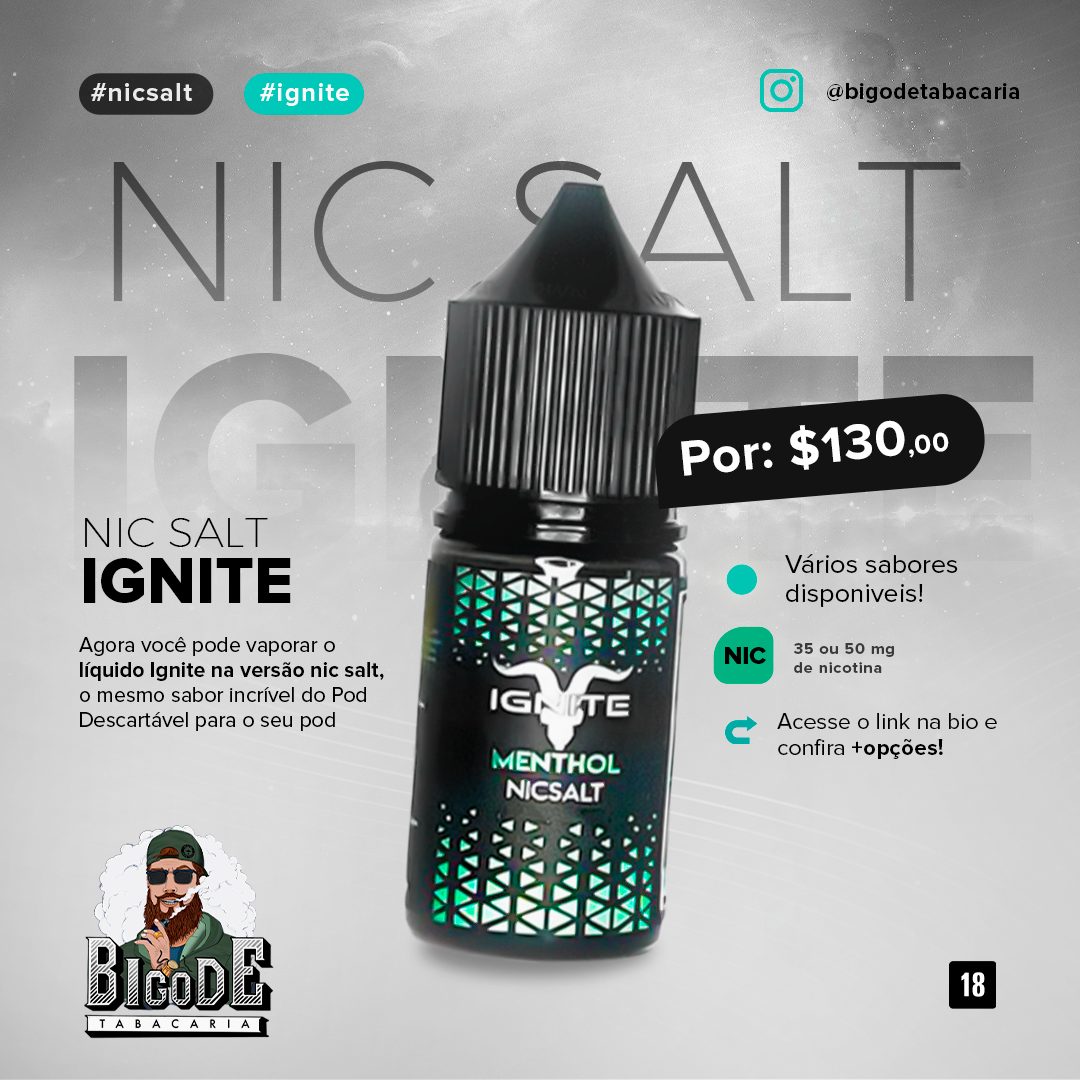 #nicsalt
#ignite
@bigodetabacaria
NIC SALT
IGNITE
Por: $130,00
NIC SALT
IGNITE
Agora você pode vaporar o
líquido Ignite na versão nic salt,
o mesmo sabor incrível do Pod
Descartável para o seu pod
IGNITE
MENTHOL
NICSALT
Vários sabores
disponiveis!
NIC
35 ou 50 mg
de nicotina
Acesse o link na bio e
confira +opções!
BIGODE
TABACARIA
18